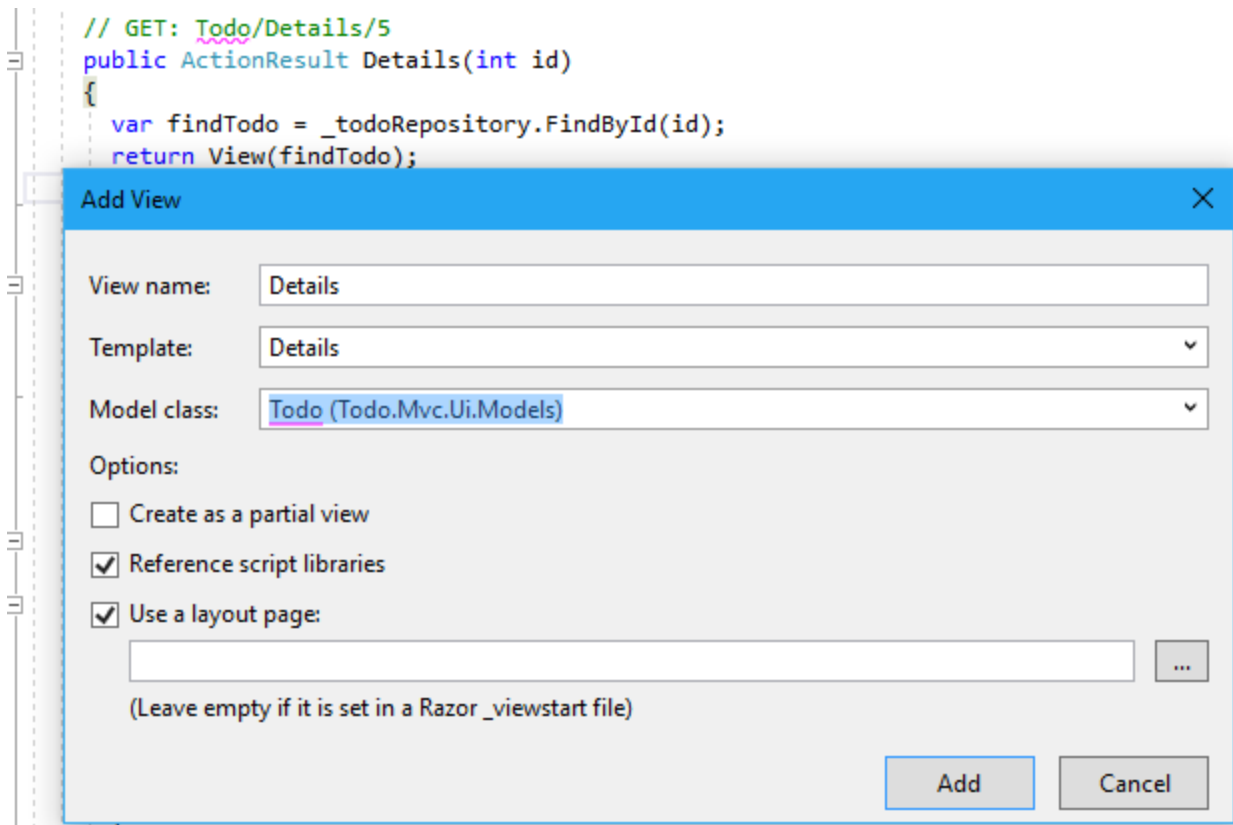 // GET: Todo/Details/5
public ActionResult Details(int id)
{
var findTodo = _todoRepository.FindById(id);
return View(findTodo);
Add View
View name: Details
Template: Details
Model class: Todo (Todo.Mvc.Ui.Models)
Options:
Create as a partial view
Reference script libraries
Use a layout page:
...
(Leave empty if it is set in a Razor _viewstart file)
Add Cancel